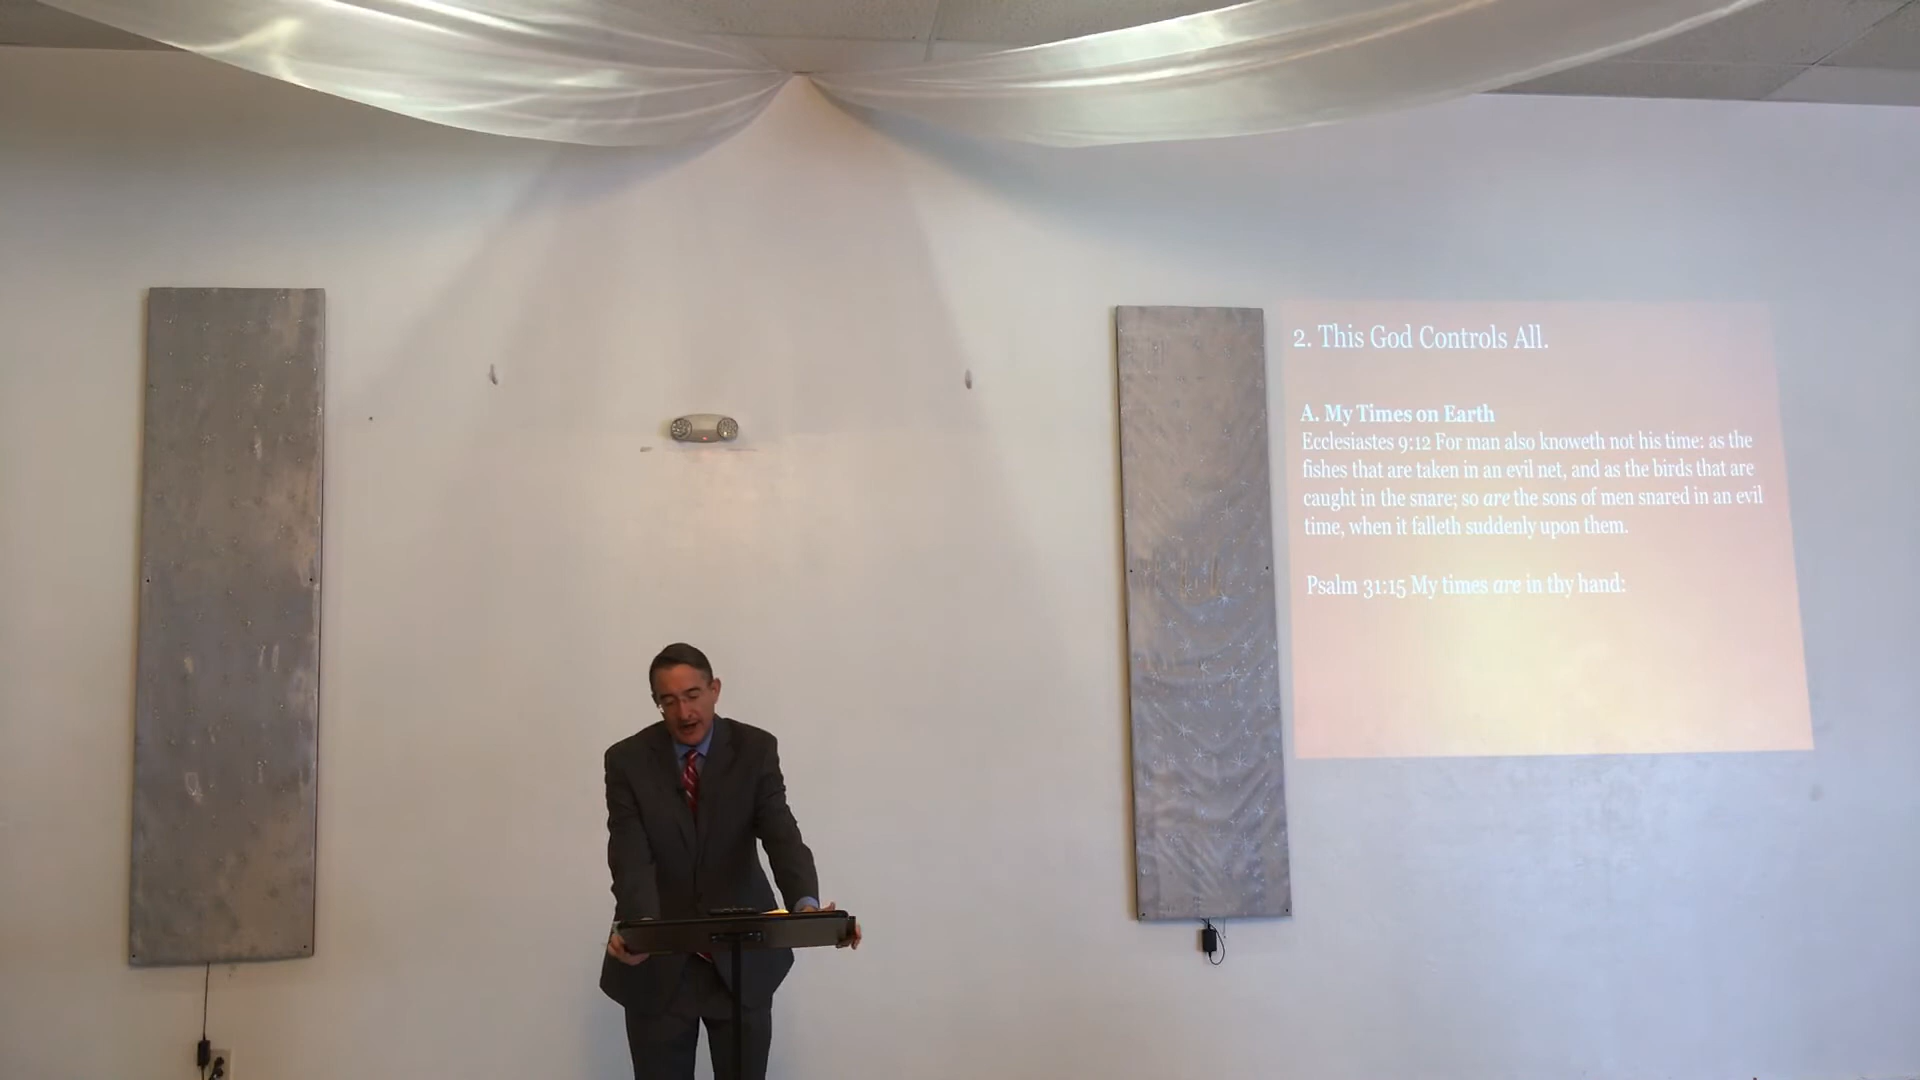 2. This God Controls All.
A. My Times on Earth
Ecclesiastes 9:12 For man also knoweth not his time: as the
fishes that are taken in an evil net, and as the birds that are
caught in the snare; so are the sons of men snared in an evil
time, when it falleth suddenly upon them.
Psalm 31:15 My times are in thy hand: